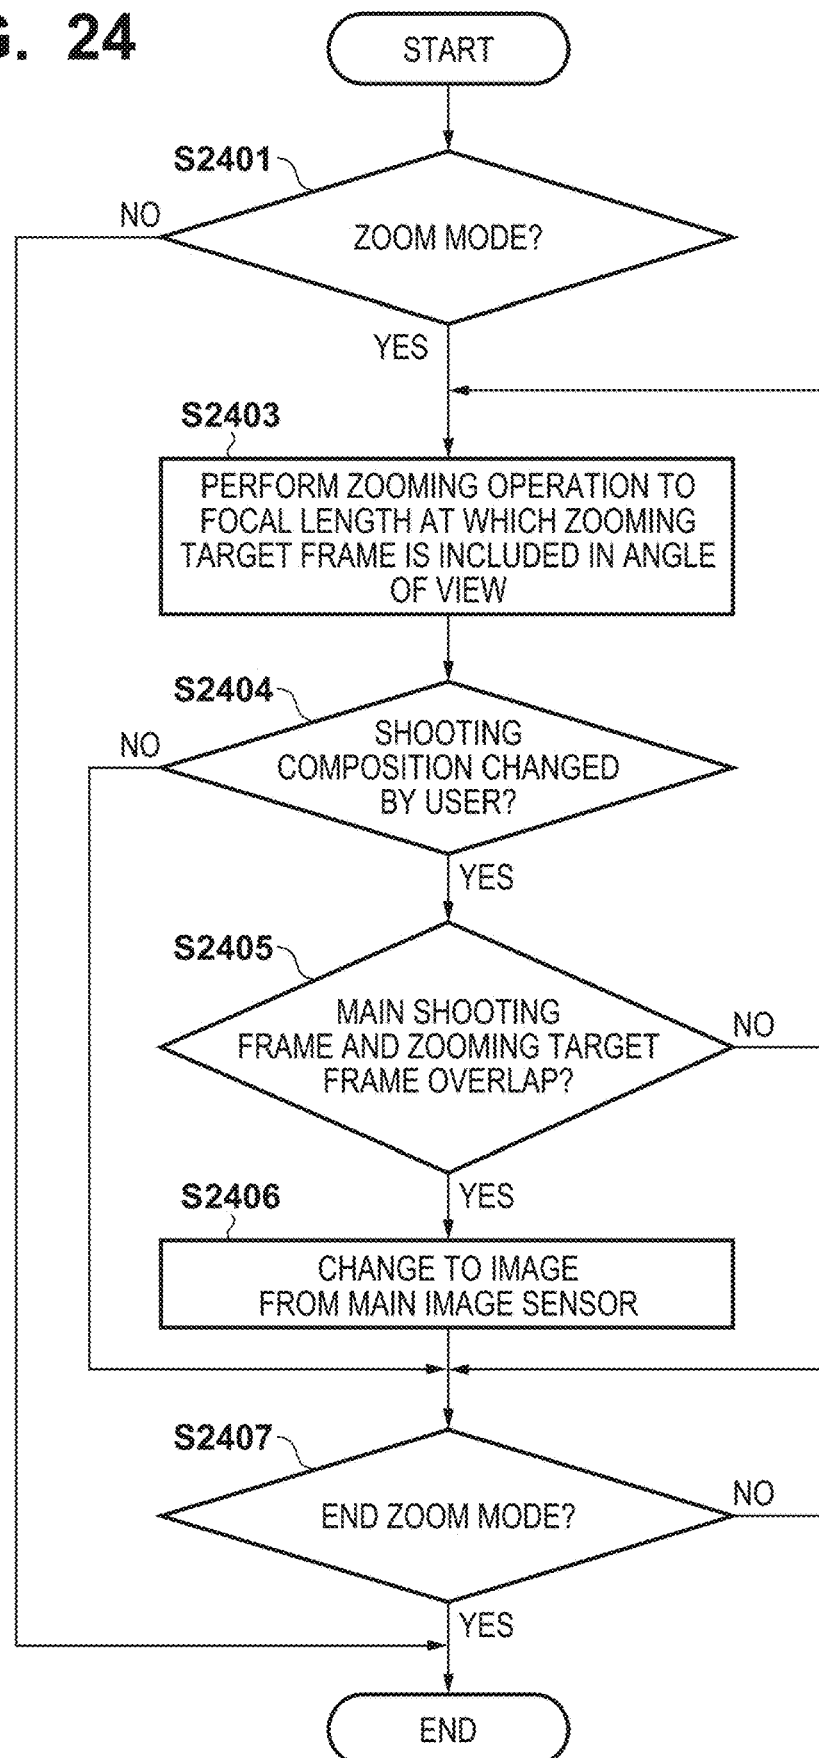 G. 24
START
S2401
NO
ZOOM MODE?
YES
S2403
PERFORM ZOOMING OPERATION TO
FOCAL LENGTH AT WHICH ZOOMING
TARGET FRAME IS INCLUDED IN ANGLE
OF VIEW
S2404
NO
SHOOTING
COMPOSITION CHANGED
BY USER?
YES
S2405
MAIN SHOOTING
FRAME AND ZOOMING TARGET
FRAME OVERLAP?
NO
YES
S2406
CHANGE TO IMAGE
FROM MAIN IMAGE SENSOR
S2407
END ZOOM MODE?
NO
YES
END